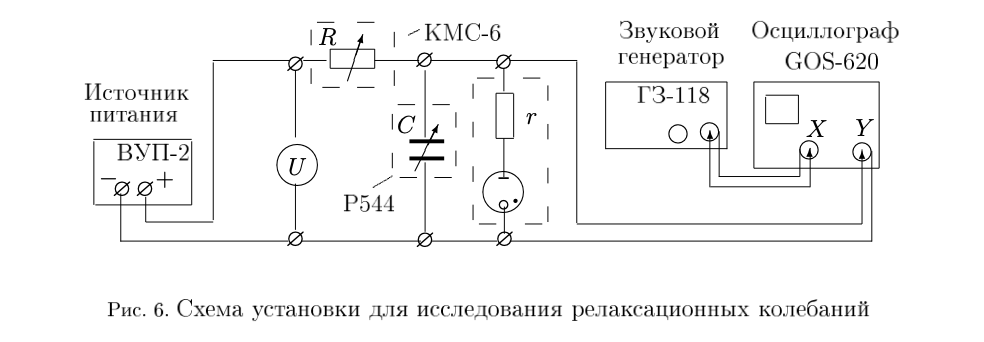 R
КМС-6
Звуковой
генератор
ГЗ-118
Осциллограф
GOS-620
X
Y
Источник
питания
ВУП-2
− +
U
C
Р544
r
Рис. 6. Схема установки для исследования релаксационных колебаний